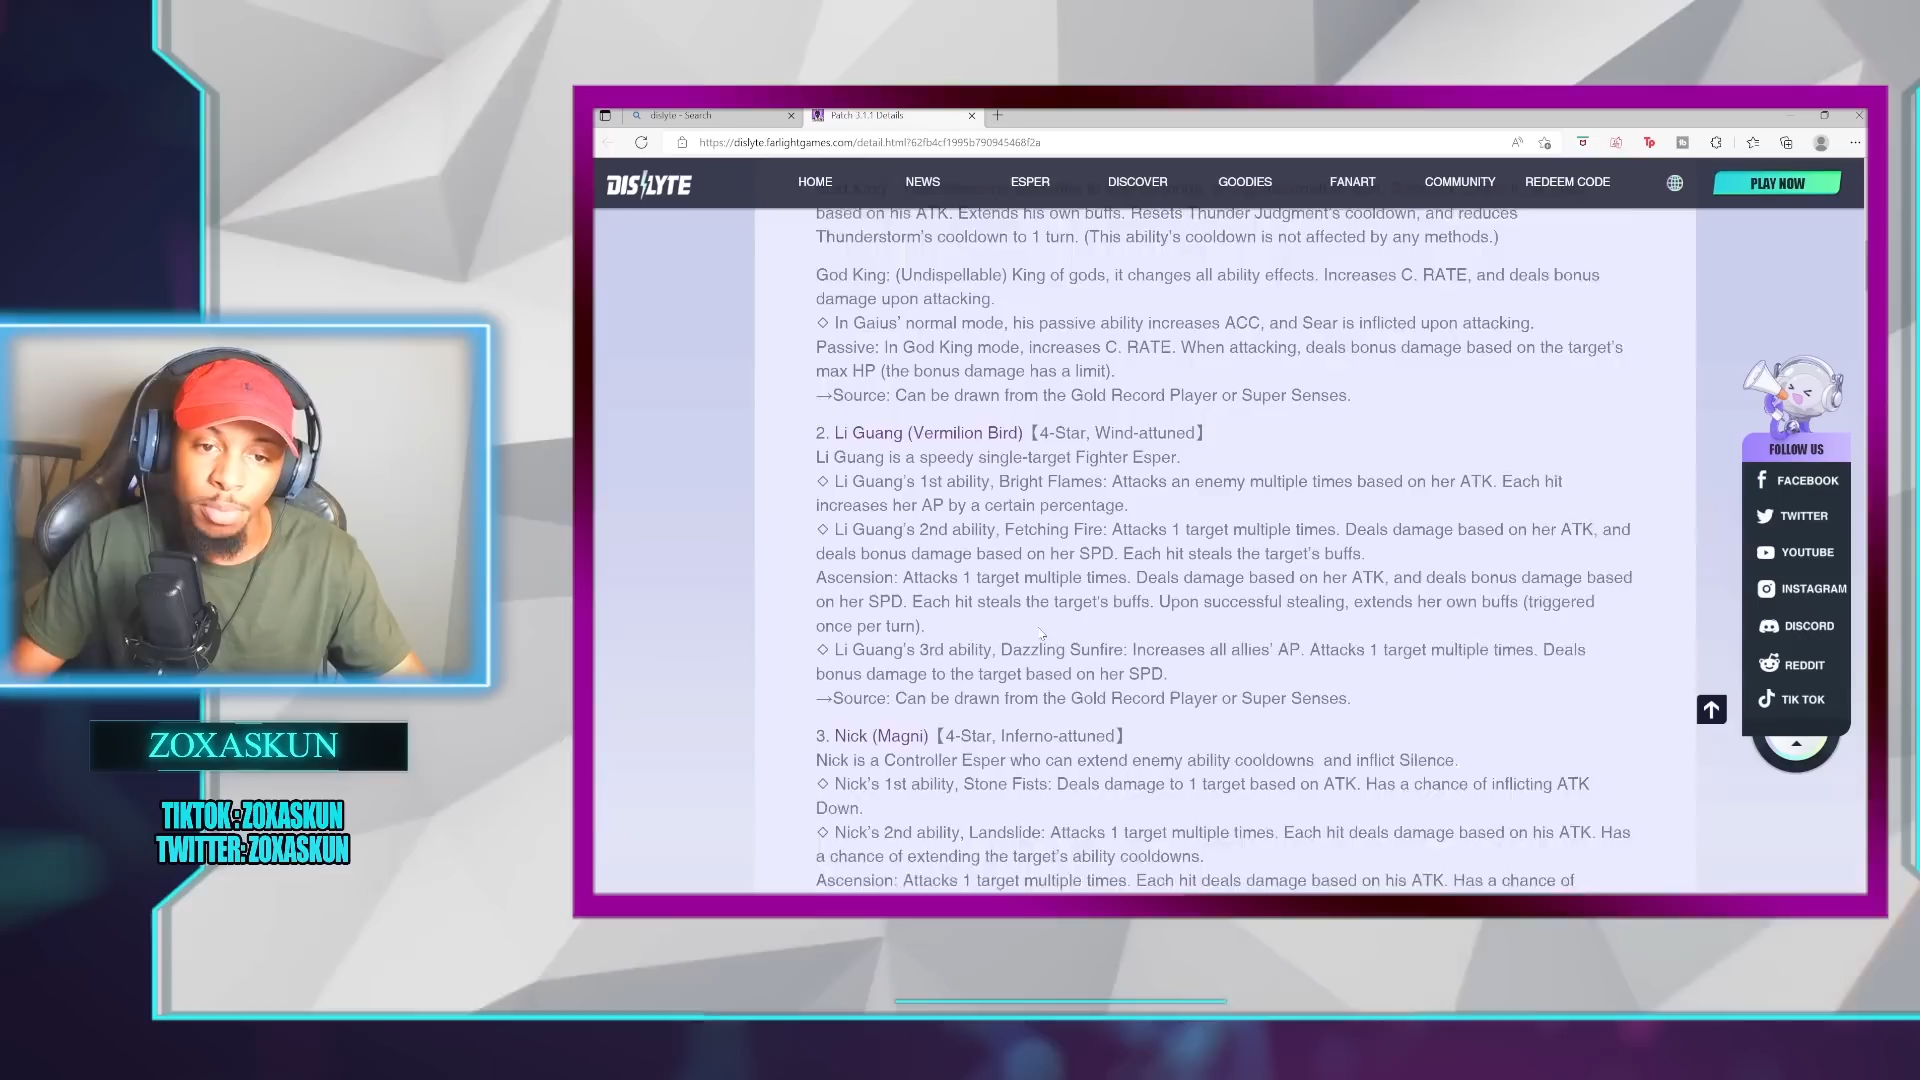 dislyte - Search
Patch 3.1.1 Details
https://dislyte.farlightgames.com/detail.html?62fb4cf1995b790945468f2a
DISLYTE
HOME
NEWS
ESPER
DISCOVER
GOODIES
FANART
COMMUNITY
REDEEM CODE
PLAY NOW
based on his ATK. Extends his own buffs. Resets Thunder Judgment's cooldown, and reduces
Thunderstorm's cooldown to 1 turn. (This ability's cooldown is not affected by any methods.)
God King: (Undispellable) King of gods, it changes all ability effects. Increases C. RATE, and deals bonus
damage upon attacking.
◇ In Gaius' normal mode, his passive ability increases ACC, and Sear is inflicted upon attacking.
Passive: In God King mode, increases C. RATE. When attacking, deals bonus damage based on the target's
max HP (the bonus damage has a limit).
→Source: Can be drawn from the Gold Record Player or Super Senses.
2. Li Guang (Vermilion Bird)【4-Star, Wind-attuned】
Li Guang is a speedy single-target Fighter Esper.
◇ Li Guang's 1st ability, Bright Flames: Attacks an enemy multiple times based on her ATK. Each hit
increases her AP by a certain percentage.
◇ Li Guang's 2nd ability, Fetching Fire: Attacks 1 target multiple times. Deals damage based on her ATK, and
deals bonus damage based on her SPD. Each hit steals the target's buffs.
Ascension: Attacks 1 target multiple times. Deals damage based on her ATK, and deals bonus damage based
on her SPD. Each hit steals the target's buffs. Upon successful stealing, extends her own buffs (triggered
once per turn).
◇ Li Guang's 3rd ability, Dazzling Sunfire: Increases all allies' AP. Attacks 1 target multiple times. Deals
bonus damage to the target based on her SPD.
→Source: Can be drawn from the Gold Record Player or Super Senses.
3. Nick (Magni)【4-Star, Inferno-attuned】
Nick is a Controller Esper who can extend enemy ability cooldowns  and inflict Silence.
◇ Nick's 1st ability, Stone Fists: Deals damage to 1 target based on ATK. Has a chance of inflicting ATK
Down.
◇ Nick's 2nd ability, Landslide: Attacks 1 target multiple times. Each hit deals damage based on his ATK. Has
a chance of extending the target's ability cooldowns.
Ascension: Attacks 1 target multiple times. Each hit deals damage based on his ATK. Has a chance of
FOLLOW US
FACEBOOK
TWITTER
YOUTUBE
INSTAGRAM
DISCORD
REDDIT
TIK TOK
ZOXASKUN
TIKTOK : ZOXASKUN
TWITTER: ZOXASKUN